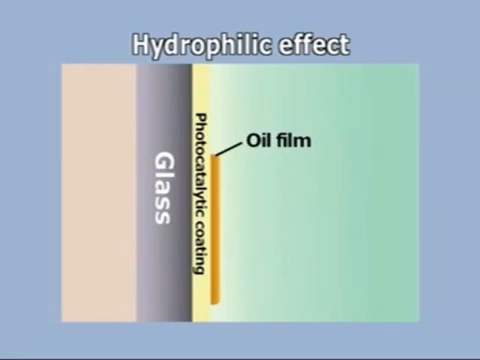 Hydrophilic effect
Oil film
Photocatalytic coating
Glass